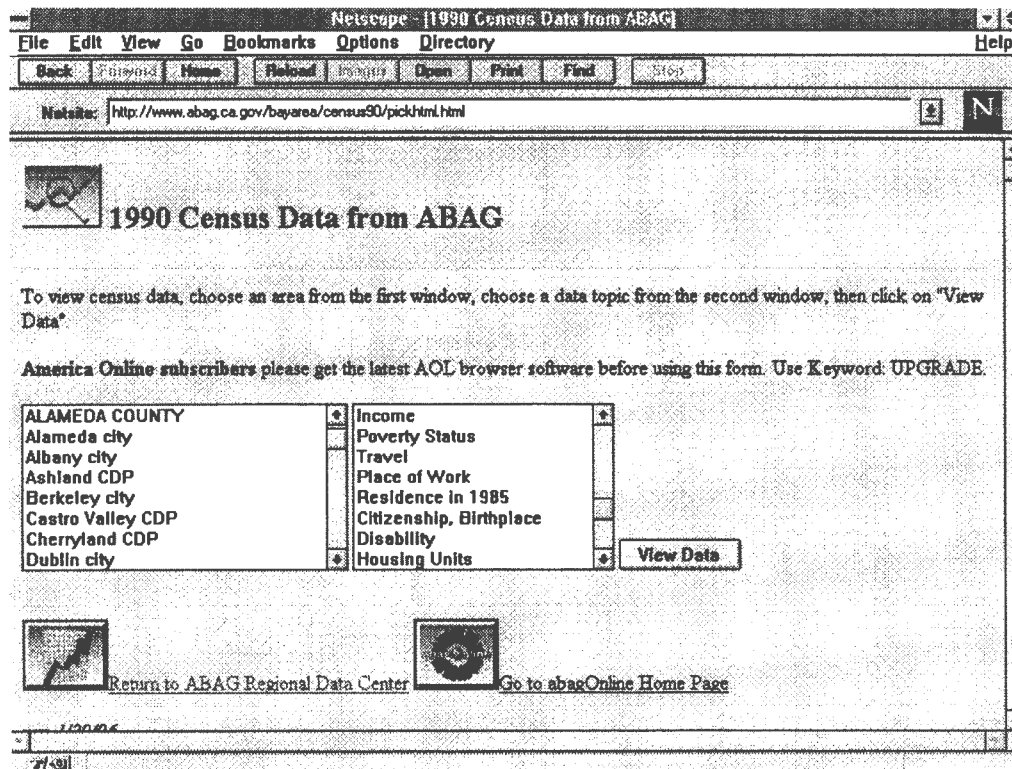 Netscape - [1990 Census Data from ABAG]
File Edit View Go Bookmarks Options Directory Help
Back Forward Home Reload Images Open Print Find Stop
Netsite: http://www.abag.ca.gov/bayarea/census90/pickhtml.html
N
1990 Census Data from ABAG
To view census data, choose an area from the first window, choose a data topic from the second window, then click on "View
Data"
America Online subscribers please get the latest AOL browser software before using this form. Use Keyword: UPGRADE.
ALAMEDA COUNTY
Alameda city
Albany city
Ashland CDP
Berkeley city
Castro Valley CDP
Cherryland CDP
Dublin city
Income
Poverty Status
Travel
Place of Work
Residence in 1985
Citizenship, Birthplace
Disability
Housing Units
View Data
Return to ABAG Regional Data Center
Go to abagOnline Home Page